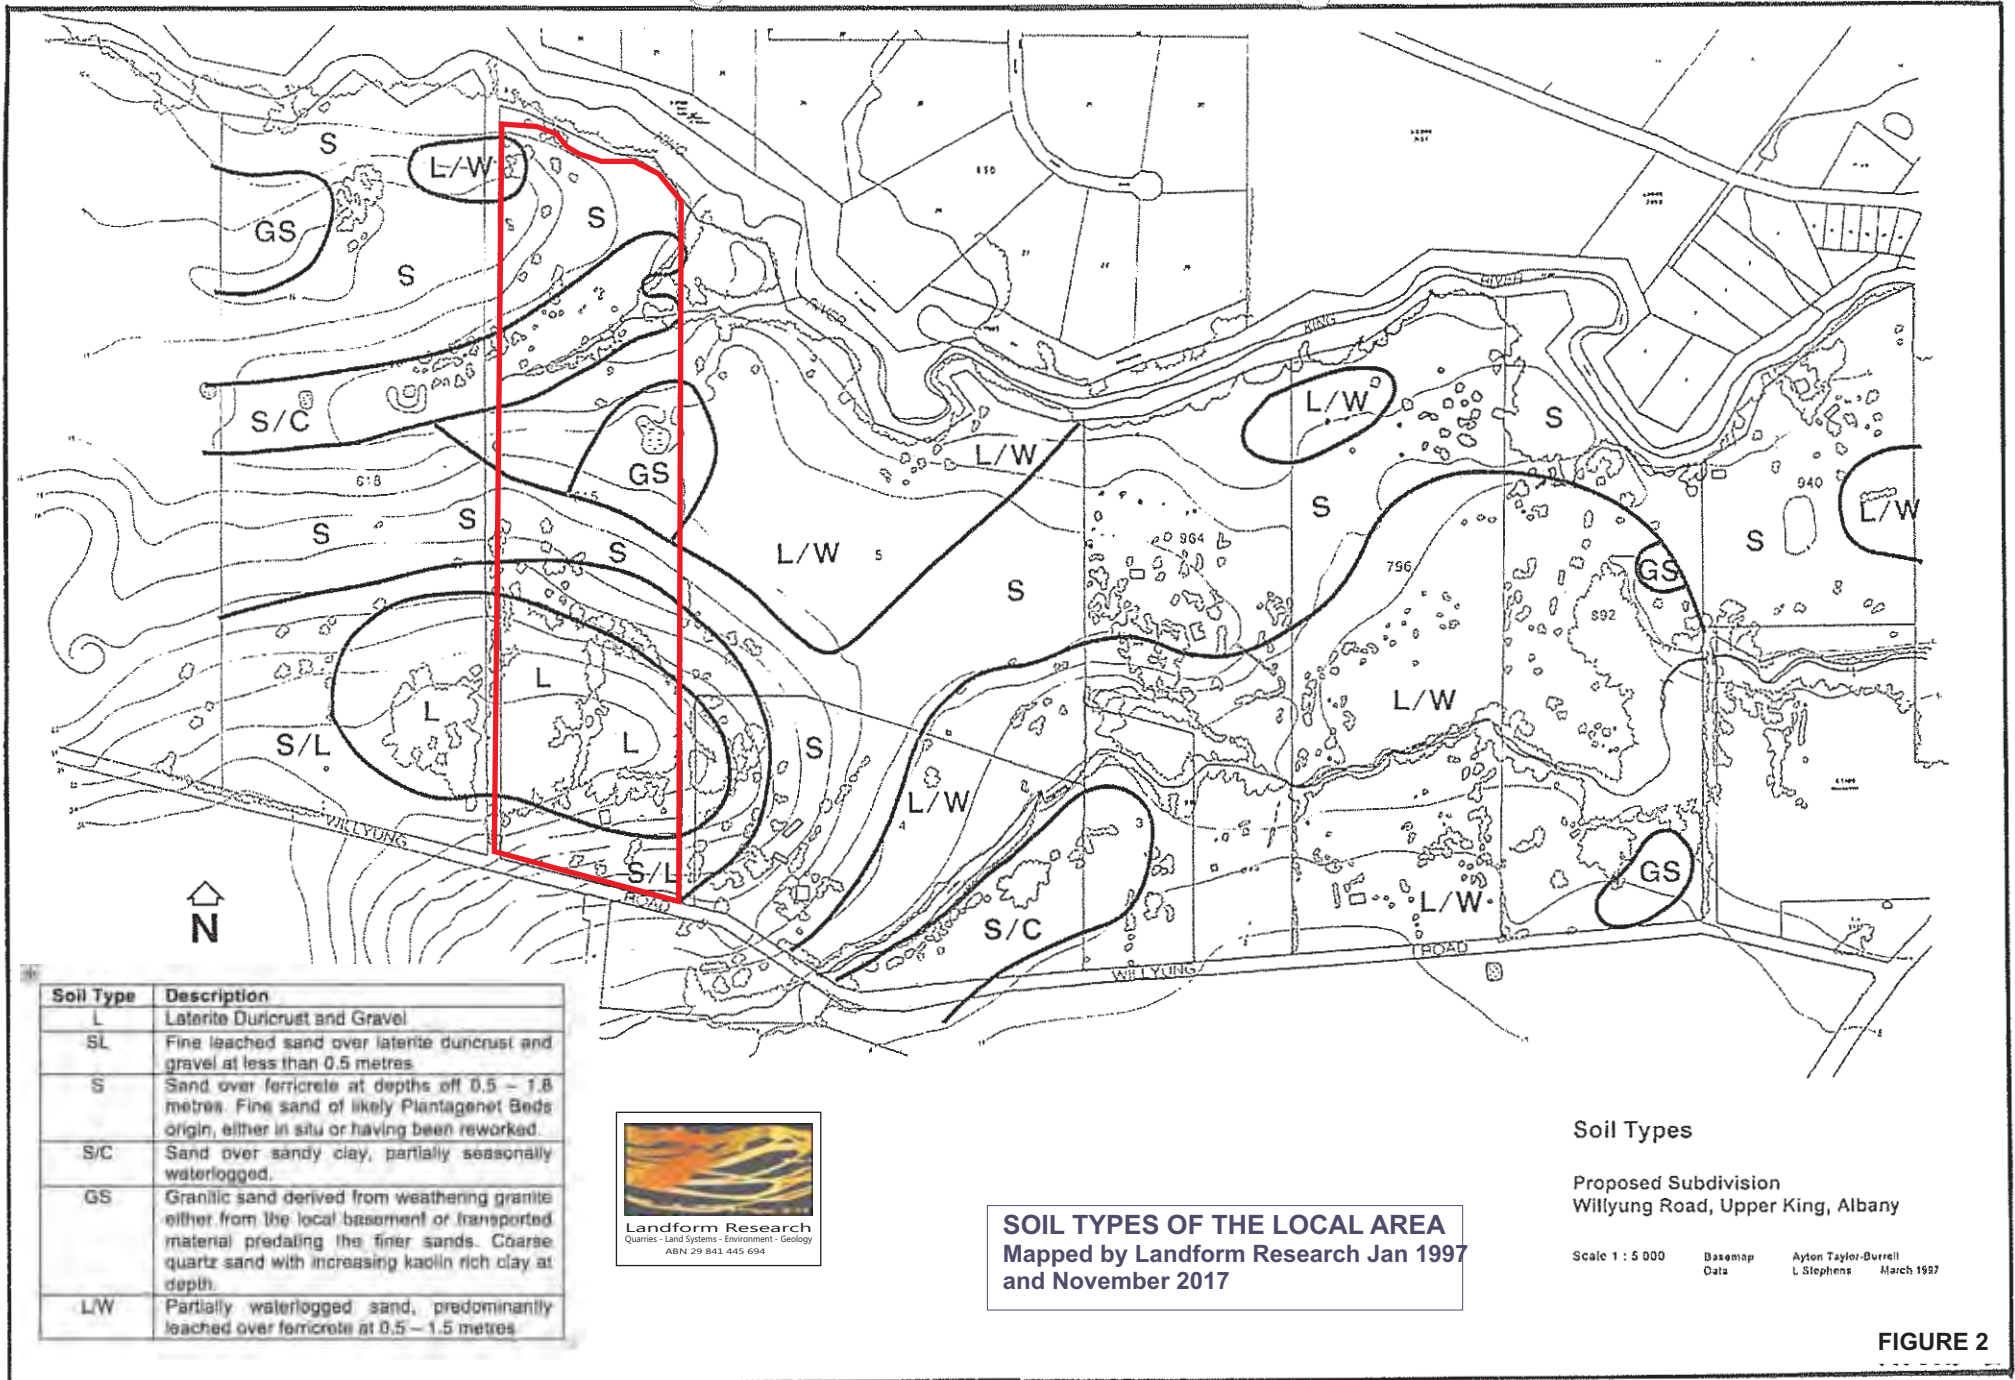 S
L/W
KING
GS
S
S
650
RIVER
KING
RIVER
S/C
GS
L/W
L/W
S
940
L/W
618
615
S
S
S
L/W
5
S
964
S
796
GS
S
892
L
L
L
S/L
S
L/W
L/W
4
3
WILLYUNG
S/L
ROAD
S/C
L/W
GS
WILLYUNG
ROAD
N
Soil Type Description
L Laterite Duricrust and Gravel
SL Fine leached sand over laterite duricrust and
gravel at less than 0.5 metres
S Sand over ferricrete at depths off 0.5 – 1.8
metres. Fine sand of likely Plantagenet Beds
origin, either in situ or having been reworked.
S/C Sand over sandy clay, partially seasonally
waterlogged.
GS Granitic sand derived from weathering granite
either from the local basement or transported
material predating the finer sands. Coarse
quartz sand with increasing kaolin rich clay at
depth.
L/W Partially waterlogged sand, predominantly
leached over ferricrete at 0.5 – 1.5 metres
Landform Research
Quarries - Land Systems - Environment - Geology
ABN 29 841 445 694
SOIL TYPES OF THE LOCAL AREA
Mapped by Landform Research Jan 1997
and November 2017
Soil Types
Proposed Subdivision
Willyung Road, Upper King, Albany
Scale 1 : 5 000 Basemap Ayton Taylor-Burrell
Data L Stephens March 1997
FIGURE 2